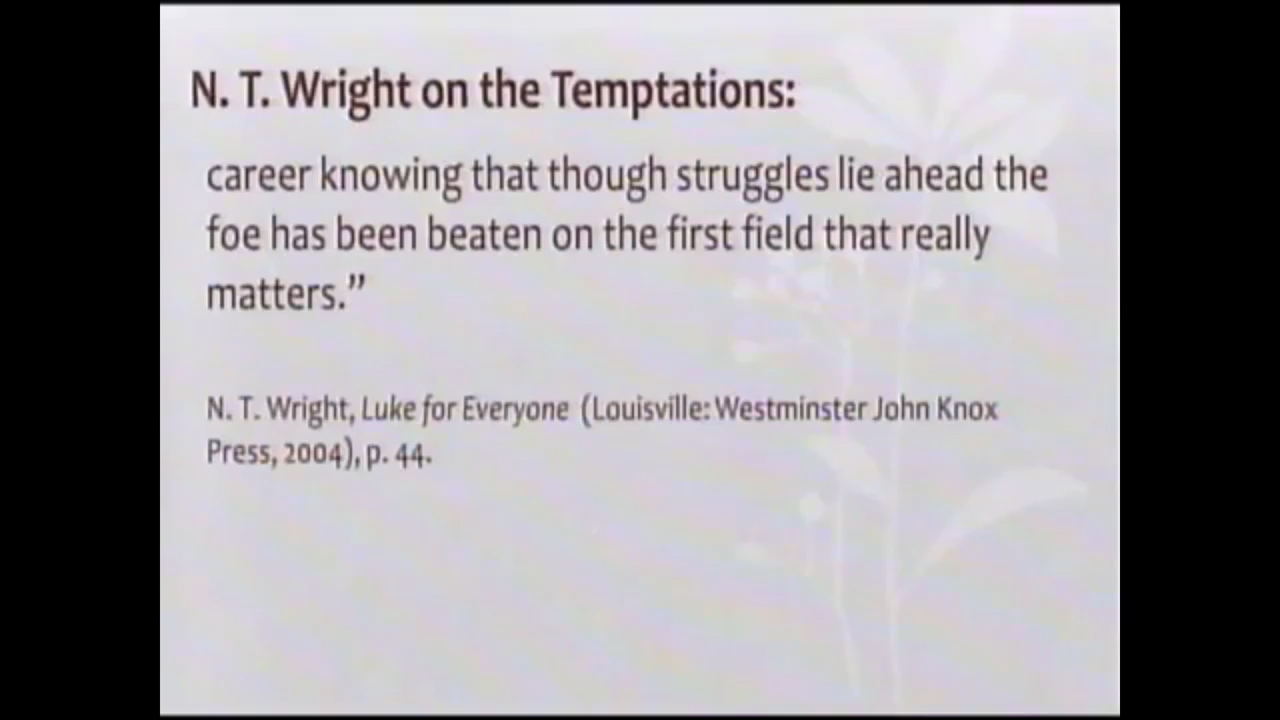 N. T. Wright on the Temptations:
career knowing that though struggles lie ahead the
foe has been beaten on the first field that really
matters.”
N. T. Wright, Luke for Everyone (Louisville: Westminster John Knox
Press, 2004), p. 44.